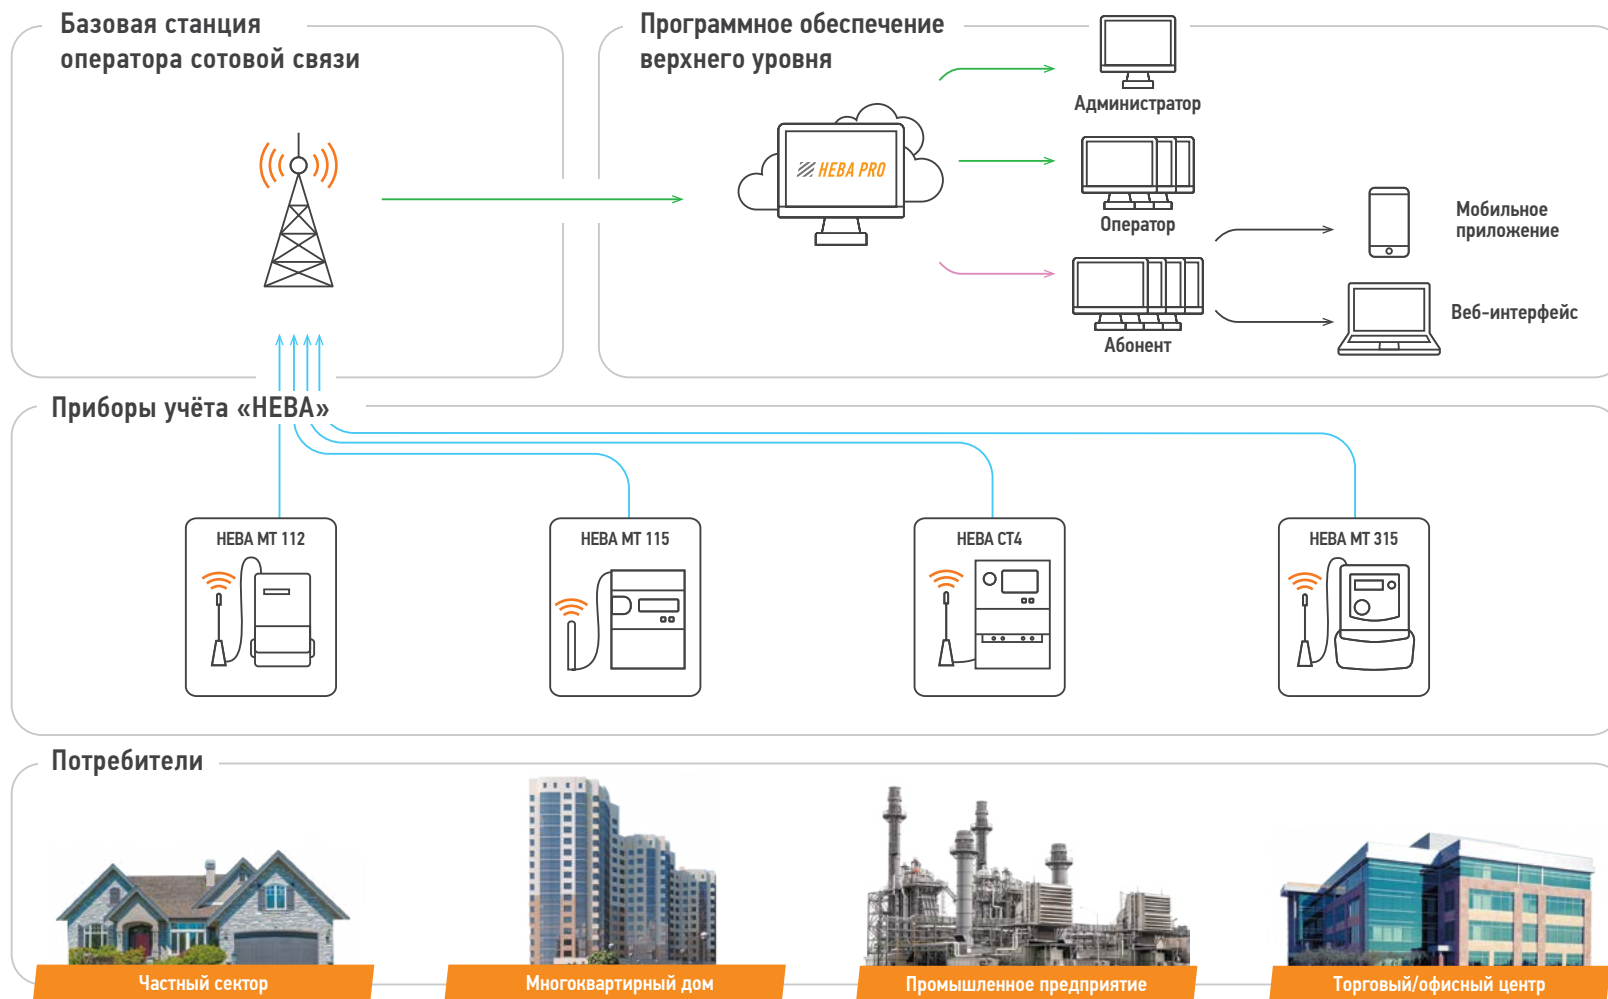 Базовая станция
оператора сотовой связи
Программное обеспечение
верхнего уровня
НЕВА PRO
Администратор
Оператор
Абонент
Мобильное
приложение
Веб-интерфейс
Приборы учёта «НЕВА»
НЕВА МТ 112
НЕВА МТ 115
НЕВА СТ4
НЕВА МТ 315
Потребители
Частный сектор
Многоквартирный дом
Промышленное предприятие
Торговый/офисный центр